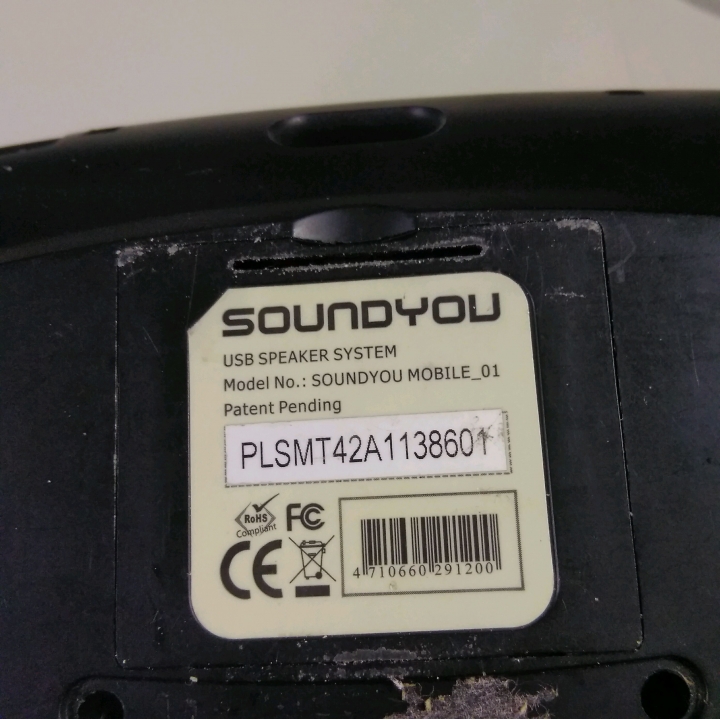 SOUNDYOU
USB SPEAKER SYSTEM
Model No.: SOUNDYOU MOBILE_01
Patent Pending
PLSMT42A1138601
RoHS
Compliant
FC
CE
4 710660 291200